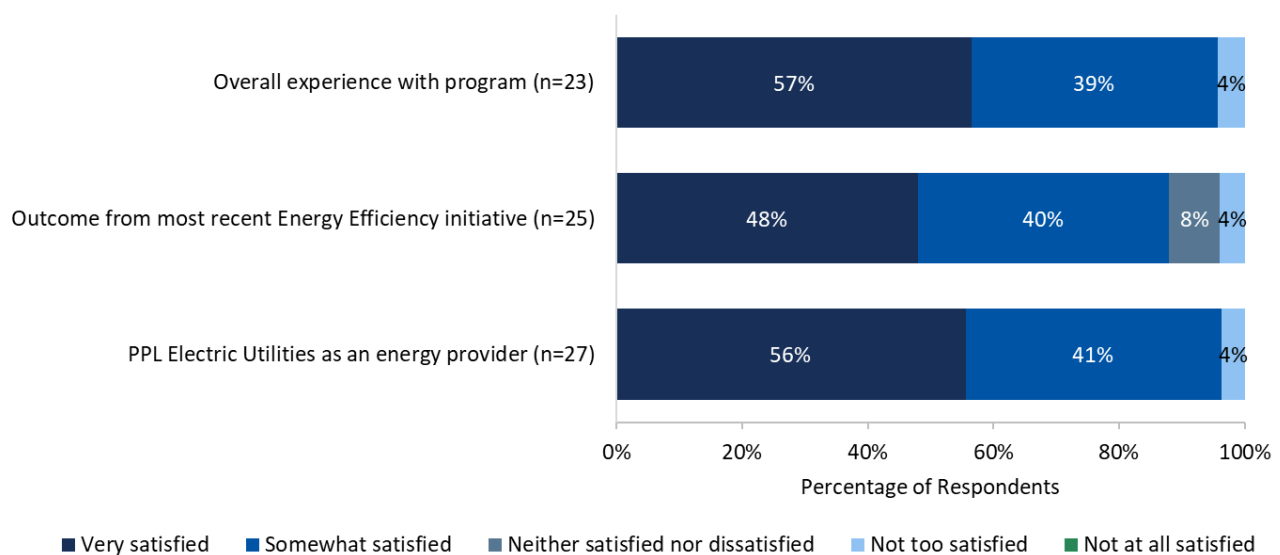 Overall experience with program (n=23)
57%
39%
4%
Outcome from most recent Energy Efficiency initiative (n=25)
48%
40%
8%
4%
PPL Electric Utilities as an energy provider (n=27)
56%
41%
4%
0%
20%
40%
60%
80%
100%
Percentage of Respondents
Very satisfied
Somewhat satisfied
Neither satisfied nor dissatisfied
Not too satisfied
Not at all satisfied